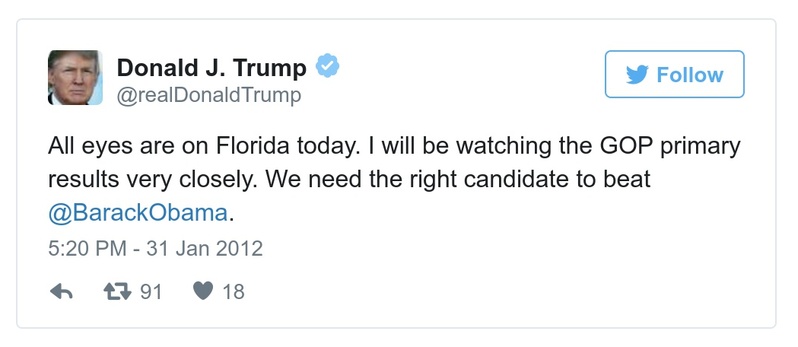 Donald J. Trump
@realDonaldTrump
Follow
All eyes are on Florida today. I will be watching the GOP primary
results very closely. We need the right candidate to beat
@BarackObama.
5:20 PM - 31 Jan 2012
91 18